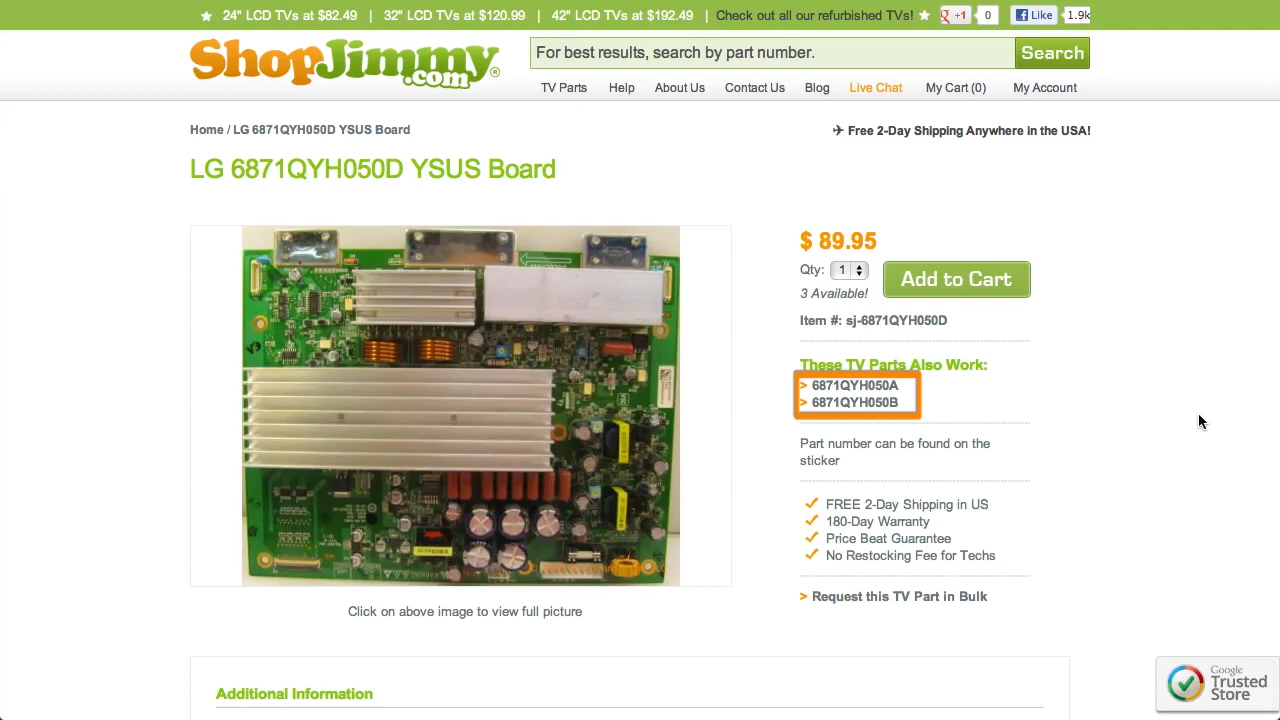 ★ 24" LCD TVs at $82.49 | 32" LCD TVs at $120.99 | 42" LCD TVs at $192.49 | Check out all our refurbished TVs! ★ +1 0 Like 1.9k
ShopJimmy.com®
For best results, search by part number. Search
TV Parts Help About Us Contact Us Blog Live Chat My Cart (0) My Account
Home / LG 6871QYH050D YSUS Board
✈ Free 2-Day Shipping Anywhere in the USA!
LG 6871QYH050D YSUS Board
$ 89.95
Qty: 1 Add to Cart
3 Available!
Item #: sj-6871QYH050D
These TV Parts Also Work:
> 6871QYH050A
> 6871QYH050B
Part number can be found on the
sticker
FREE 2-Day Shipping in US
180-Day Warranty
Price Beat Guarantee
No Restocking Fee for Techs
> Request this TV Part in Bulk
Click on above image to view full picture
Additional Information
Google
Trusted
Store